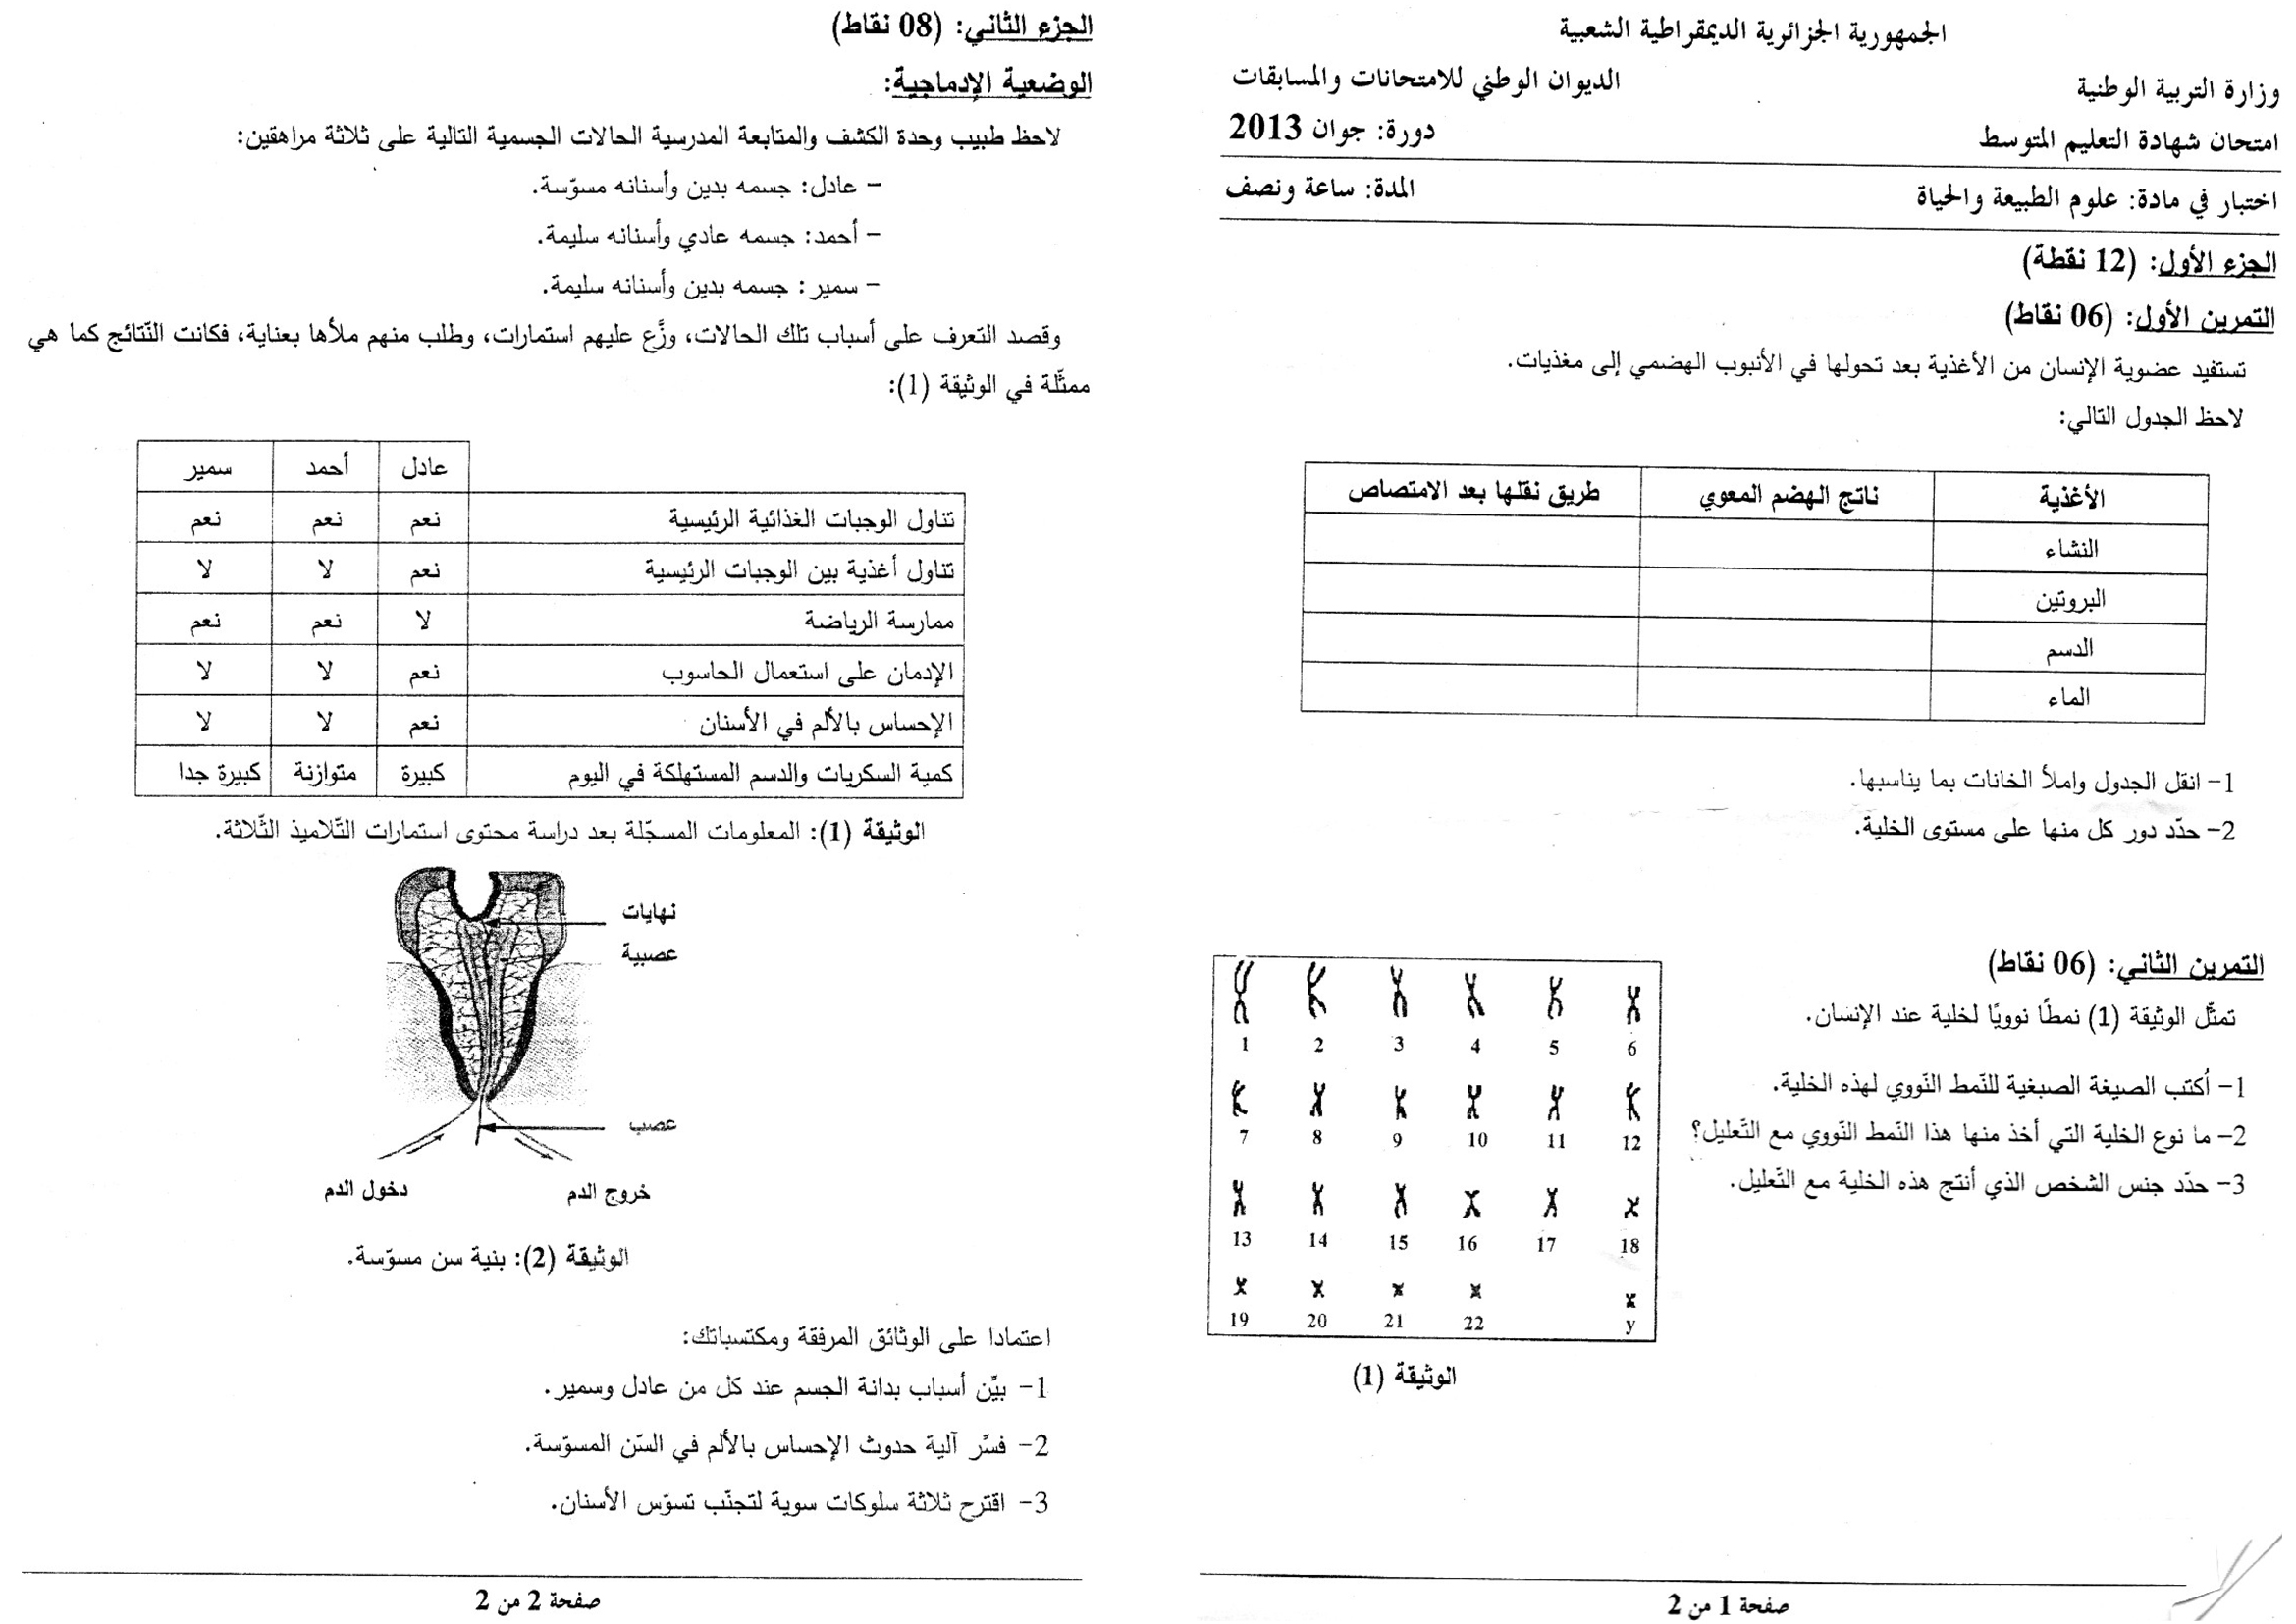 الجمهورية الجزائرية الديمقراطية الشعبية
وزارة التربية الوطنية الديوان الوطني للامتحانات والمسابقات
امتحان شهادة التعليم المتوسط دورة: جوان 2013
اختبار في مادة: علوم الطبيعة والحياة المدة: ساعة ونصف
الجزء الأول: (12 نقطة)
التمرين الأول: (06 نقاط)
تستفيد عضوية الإنسان من الأغذية بعد تحولها في الأنبوب الهضمي إلى مغذيات.
لاحظ الجدول التالي:
الأغذية ناتج الهضم المعوي طريق نقلها بعد الامتصاص
النشاء
البروتين
الدسم
الماء
1- انقل الجدول واملأ الخانات بما يناسبها.
2- حدّد دور كل منها على مستوى الخلية.
التمرين الثاني: (06 نقاط)
تمثّل الوثيقة (1) نمطًا نوويًا لخلية عند الإنسان.
1- اُكتب الصيغة الصبغية للنّمط النّووي لهذه الخلية.
2- ما نوع الخلية التي أخذ منها هذا النّمط النّووي مع التّعليل؟
3- حدّد جنس الشخص الذي أنتج هذه الخلية مع التّعليل.
1 2 3 4 5 6
7 8 9 10 11 12
13 14 15 16 17 18
19 20 21 22 y
الوثيقة (1)
صفحة 1 من 2
الجزء الثاني: (08 نقاط)
الوضعية الإدماجية:
لاحظ طبيب وحدة الكشف والمتابعة المدرسية الحالات الجسمية التالية على ثلاثة مراهقين:
- عادل: جسمه بدين وأسنانه مسوّسة.
- أحمد: جسمه عادي وأسنانه سليمة.
- سمير: جسمه بدين وأسنانه سليمة.
وقصد التعرف على أسباب تلك الحالات، وزَّع عليهم استمارات، وطلب منهم ملأها بعناية، فكانت النّتائج كما هي
ممثّلة في الوثيقة (1):
عادل أحمد سمير
تناول الوجبات الغذائية الرئيسية نعم نعم نعم
تناول أغذية بين الوجبات الرئيسية نعم لا لا
ممارسة الرياضة لا نعم نعم
الإدمان على استعمال الحاسوب نعم لا لا
الإحساس بالألم في الأسنان نعم لا لا
كمية السكريات والدسم المستهلكة في اليوم كبيرة متوازنة كبيرة جدا
الوثيقة (1): المعلومات المسجّلة بعد دراسة محتوى استمارات التّلاميذ الثّلاثة.
نهايات
عصبية
عصب
خروج الدم دخول الدم
الوثيقة (2): بنية سن مسوّسة.
اعتمادا على الوثائق المرفقة ومكتسباتك:
1- بيِّن أسباب بدانة الجسم عند كل من عادل وسمير.
2- فسِّر آلية حدوث الإحساس بالألم في السّن المسوّسة.
3- اقترح ثلاثة سلوكات سوية لتجنّب تسوّس الأسنان.
صفحة 2 من 2